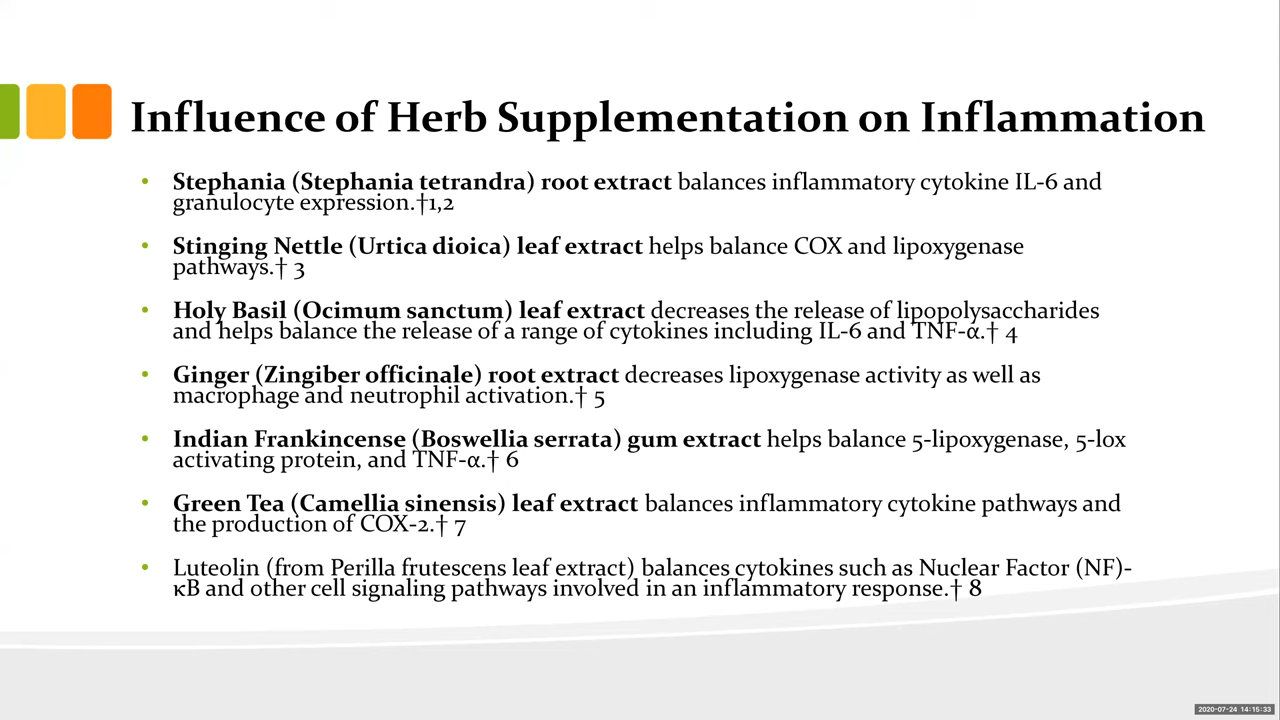 Influence of Herb Supplementation on Inflammation
• Stephania (Stephania tetrandra) root extract balances inflammatory cytokine IL-6 and
granulocyte expression.†1,2
• Stinging Nettle (Urtica dioica) leaf extract helps balance COX and lipoxygenase
pathways.† 3
• Holy Basil (Ocimum sanctum) leaf extract decreases the release of lipopolysaccharides
and helps balance the release of a range of cytokines including IL-6 and TNF-α.† 4
• Ginger (Zingiber officinale) root extract decreases lipoxygenase activity as well as
macrophage and neutrophil activation.† 5
• Indian Frankincense (Boswellia serrata) gum extract helps balance 5-lipoxygenase, 5-lox
activating protein, and TNF-α.† 6
• Green Tea (Camellia sinensis) leaf extract balances inflammatory cytokine pathways and
the production of COX-2.† 7
• Luteolin (from Perilla frutescens leaf extract) balances cytokines such as Nuclear Factor (NF)-
κB and other cell signaling pathways involved in an inflammatory response.† 8
2020-07-24 14:15:33